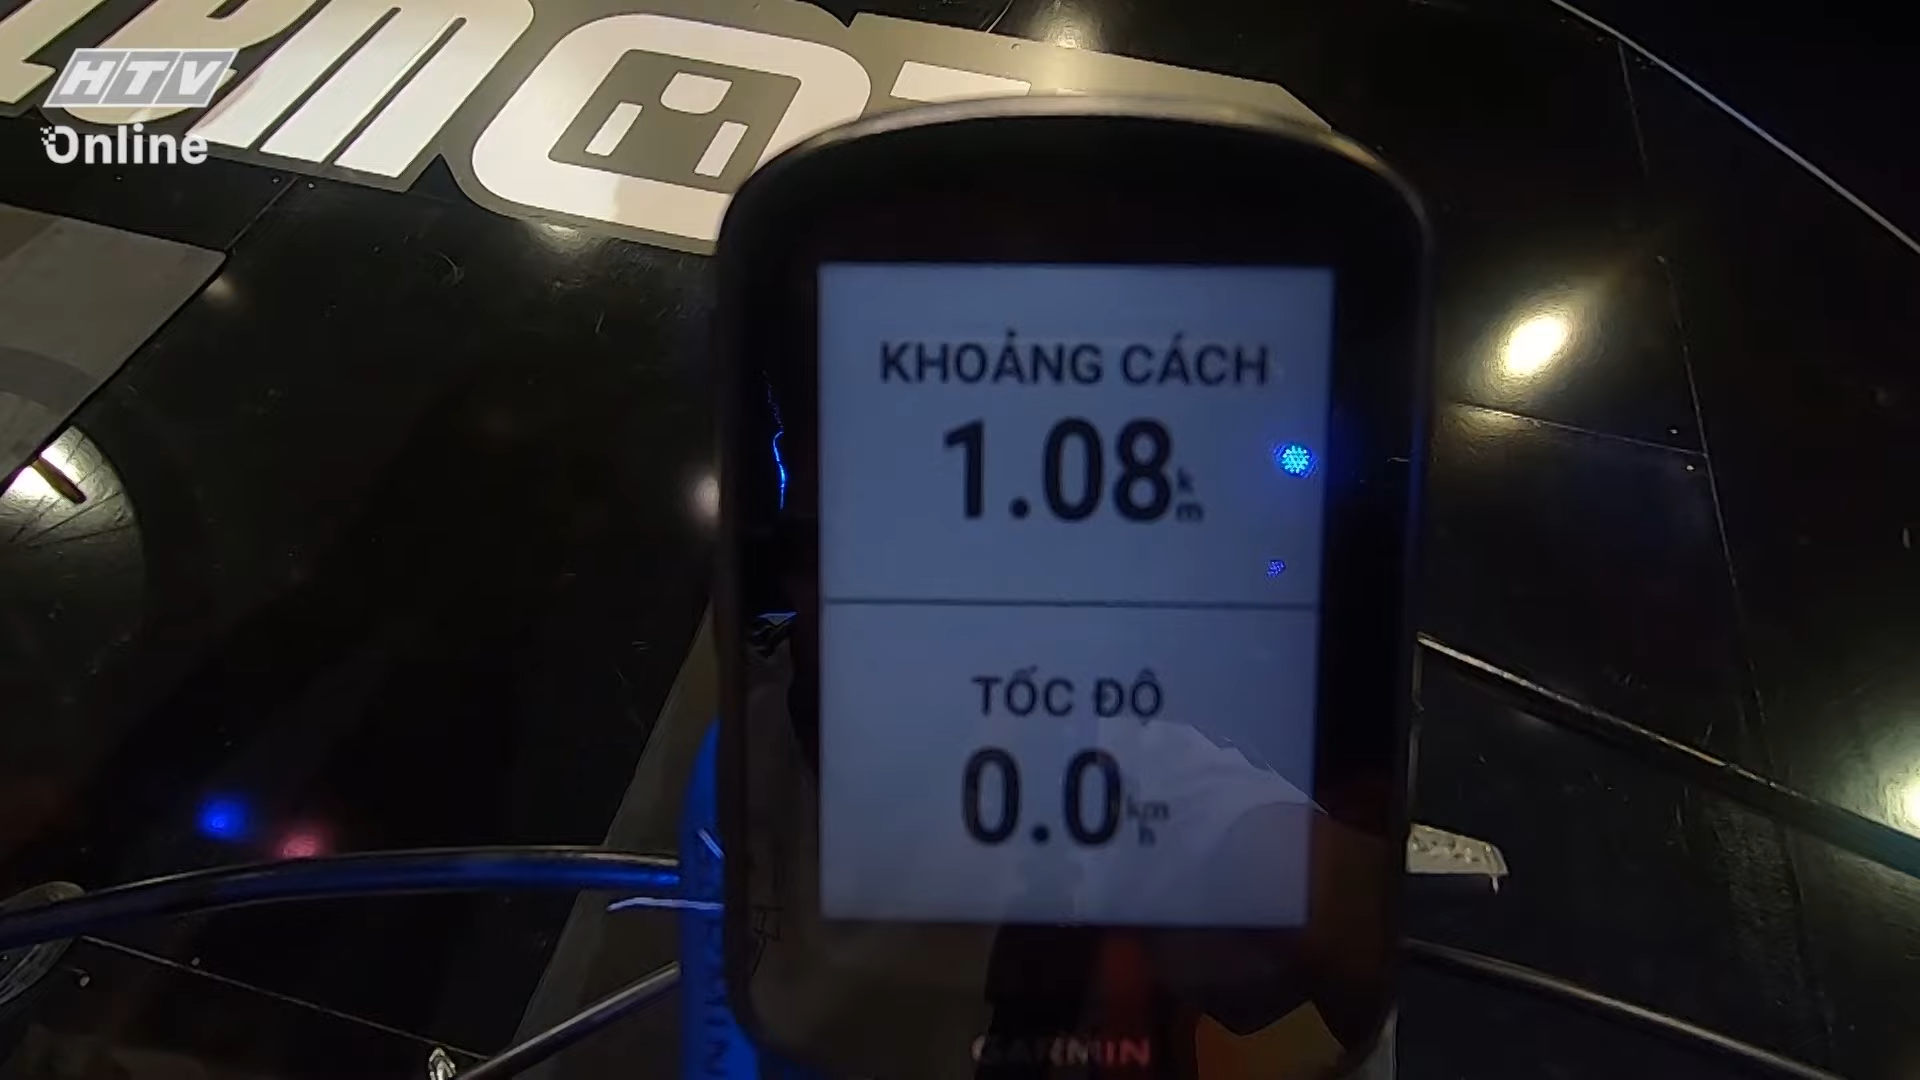 HTV
Online
KHOẢNG CÁCH
1.08 km
TỐC ĐỘ
0.0 km h
GARMIN